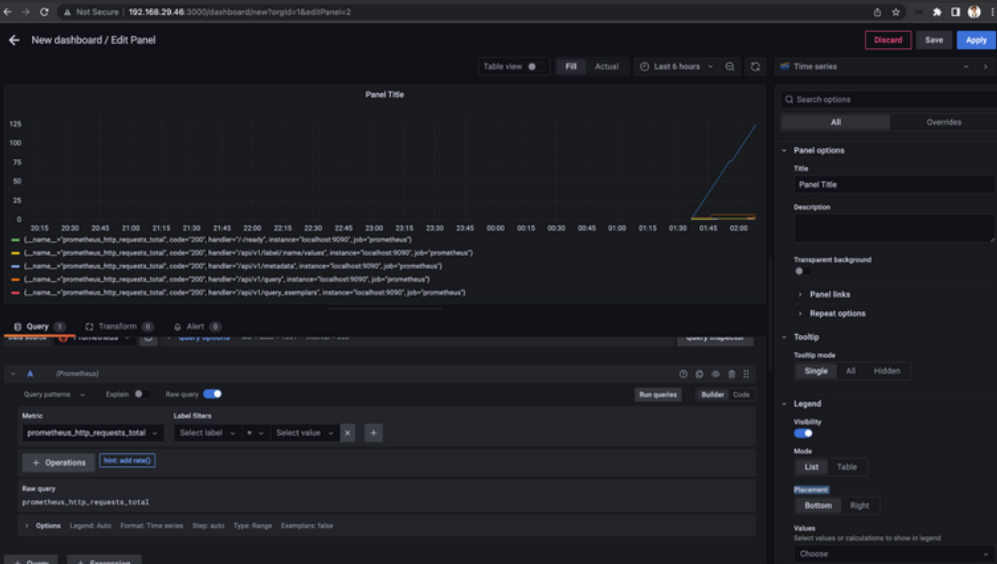 Not Secure | 192.168.29.46:3000/dashboard/new?orgId=1&editPanel=2
New dashboard / Edit Panel
Discard Save Apply
Table view Fill Actual Last 6 hours Time series
Panel Title
Search options
All Overrides
125
100
75
50
25
0
20:15 20:30 20:45 21:00 21:15 21:30 21:45 22:00 22:15 22:30 22:45 23:00 23:15 23:30 23:45 00:00 00:15 00:30 00:45 01:00 01:15 01:30 01:45 02:00
{__name__="prometheus_http_requests_total", code="200", handler="/-/ready", instance="localhost:9090", job="prometheus"}
{__name__="prometheus_http_requests_total", code="200", handler="/api/v1/label/:name/values", instance="localhost:9090", job="prometheus"}
{__name__="prometheus_http_requests_total", code="200", handler="/api/v1/metadata", instance="localhost:9090", job="prometheus"}
{__name__="prometheus_http_requests_total", code="200", handler="/api/v1/query", instance="localhost:9090", job="prometheus"}
{__name__="prometheus_http_requests_total", code="200", handler="/api/v1/query_exemplars", instance="localhost:9090", job="prometheus"}
Panel options
Title
Panel Title
Description
Transparent background
Panel links
Repeat options
Query 1 Transform 0 Alert 0
Data source Prometheus Query options Query inspector
A (Prometheus)
Query patterns Explain Raw query Run queries Builder Code
Metric Label filters
prometheus_http_requests_total Select label = Select value
+ Operations hint: add rate()
Raw query
prometheus_http_requests_total
Options Legend: Auto Format: Time series Step: auto Type: Range Exemplars: false
+ Query + Expression
Tooltip
Tooltip mode
Single All Hidden
Legend
Visibility
Mode
List Table
Placement
Bottom Right
Values
Select values or calculations to show in legend
Choose